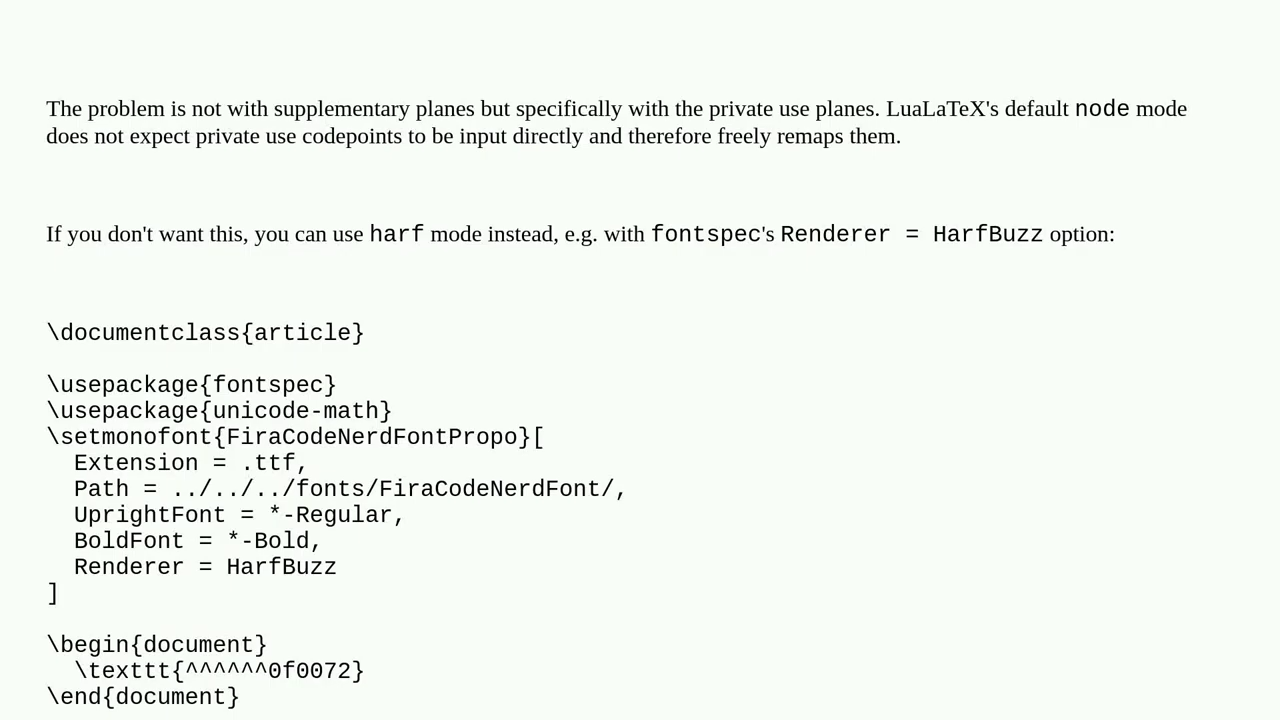 The problem is not with supplementary planes but specifically with the private use planes. LuaLaTeX's default node mode
does not expect private use codepoints to be input directly and therefore freely remaps them.
If you don't want this, you can use harf mode instead, e.g. with fontspec's Renderer = HarfBuzz option:
\documentclass{article}
\usepackage{fontspec}
\usepackage{unicode-math}
\setmonofont{FiraCodeNerdFontPropo}[
  Extension = .ttf,
  Path = ../../../fonts/FiraCodeNerdFont/,
  UprightFont = *-Regular,
  BoldFont = *-Bold,
  Renderer = HarfBuzz
]
\begin{document}
  \texttt{^^^^^^0f0072}
\end{document}